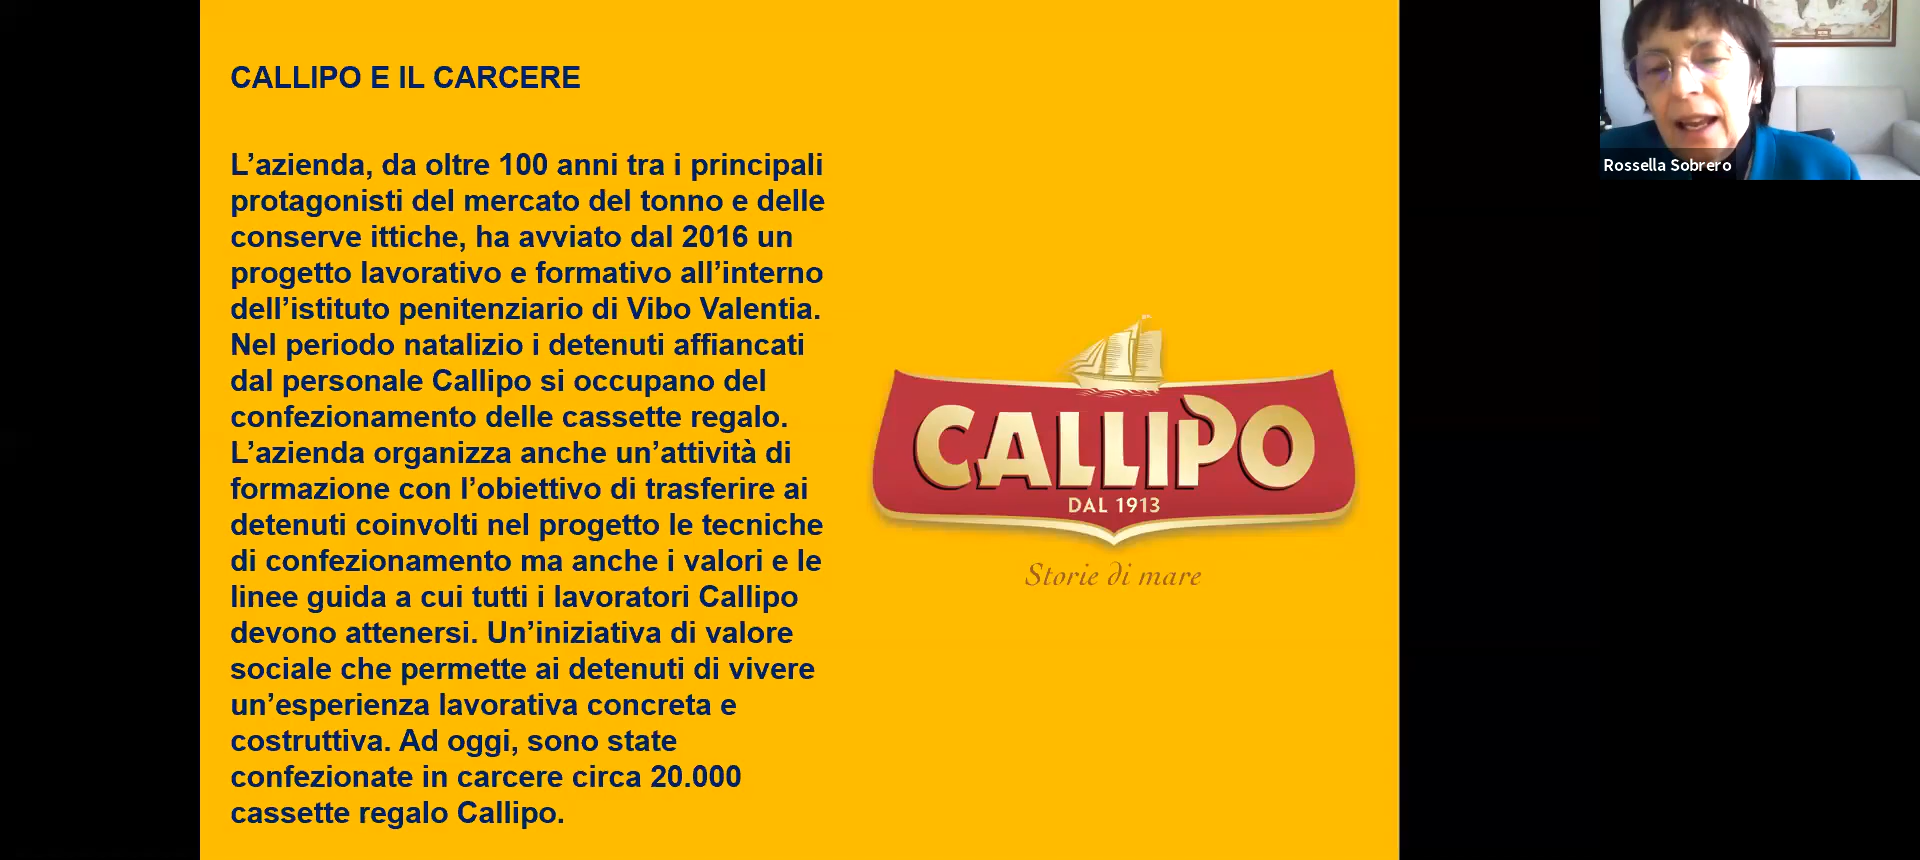 CALLIPO E IL CARCERE
L’azienda, da oltre 100 anni tra i principali
protagonisti del mercato del tonno e delle
conserve ittiche, ha avviato dal 2016 un
progetto lavorativo e formativo all’interno
dell’istituto penitenziario di Vibo Valentia.
Nel periodo natalizio i detenuti affiancati
dal personale Callipo si occupano del
confezionamento delle cassette regalo.
L’azienda organizza anche un’attività di
formazione con l’obiettivo di trasferire ai
detenuti coinvolti nel progetto le tecniche
di confezionamento ma anche i valori e le
linee guida a cui tutti i lavoratori Callipo
devono attenersi. Un’iniziativa di valore
sociale che permette ai detenuti di vivere
un’esperienza lavorativa concreta e
costruttiva. Ad oggi, sono state
confezionate in carcere circa 20.000
cassette regalo Callipo.
CALLIPO
DAL 1913
Storie di mare
Rossella Sobrero